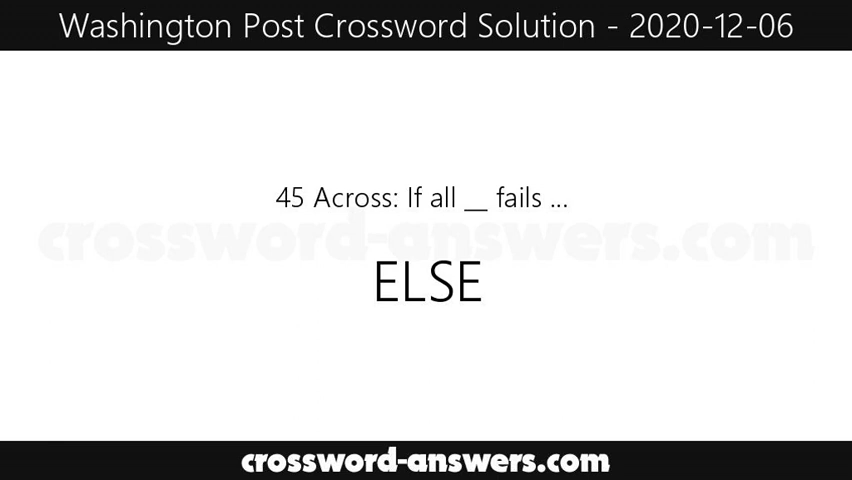 Washington Post Crossword Solution - 2020-12-06
45 Across: If all __ fails ...
crossword-answers.com
ELSE
crossword-answers.com